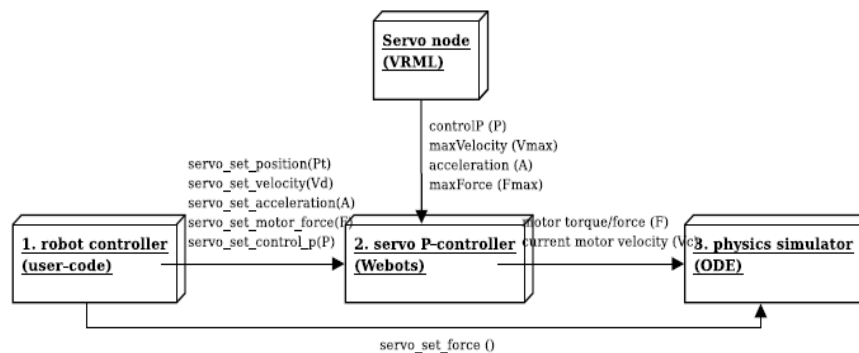 Servo node
(VRML)
controlP (P)
maxVelocity (Vmax)
acceleration (A)
maxForce (Fmax)
servo_set_position(Pt)
servo_set_velocity(Vd)
servo_set_acceleration(A)
servo_set_motor_force(F)
servo_set_control_p(P)
1. robot controller
(user-code)
2. servo P-controller
(Webots)
motor torque/force (F)
current motor velocity (Vc)
3. physics simulator
(ODE)
servo_set_force ()